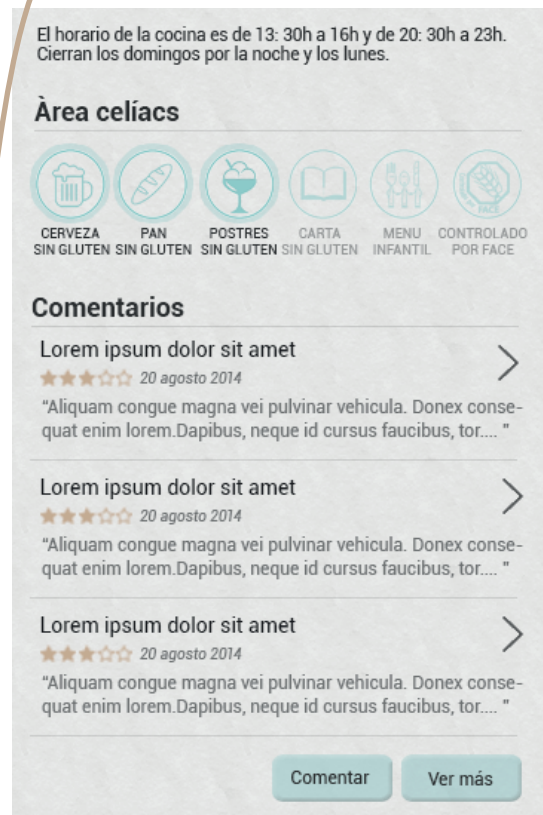 El horario de la cocina es de 13: 30h a 16h y de 20: 30h a 23h.
Cierran los domingos por la noche y los lunes.
Àrea celíacs
CERVEZA
SIN GLUTEN
PAN
SIN GLUTEN
POSTRES
SIN GLUTEN
CARTA
SIN GLUTEN
MENU
INFANTIL
FACE
CONTROLADO
POR FACE
Comentarios
Lorem ipsum dolor sit amet
20 agosto 2014
“Aliquam congue magna vei pulvinar vehicula. Donex conse-
quat enim lorem.Dapibus, neque id cursus faucibus, tor.... ”
Lorem ipsum dolor sit amet
20 agosto 2014
“Aliquam congue magna vei pulvinar vehicula. Donex conse-
quat enim lorem.Dapibus, neque id cursus faucibus, tor.... ”
Lorem ipsum dolor sit amet
20 agosto 2014
“Aliquam congue magna vei pulvinar vehicula. Donex conse-
quat enim lorem.Dapibus, neque id cursus faucibus, tor.... ”
Comentar
Ver más